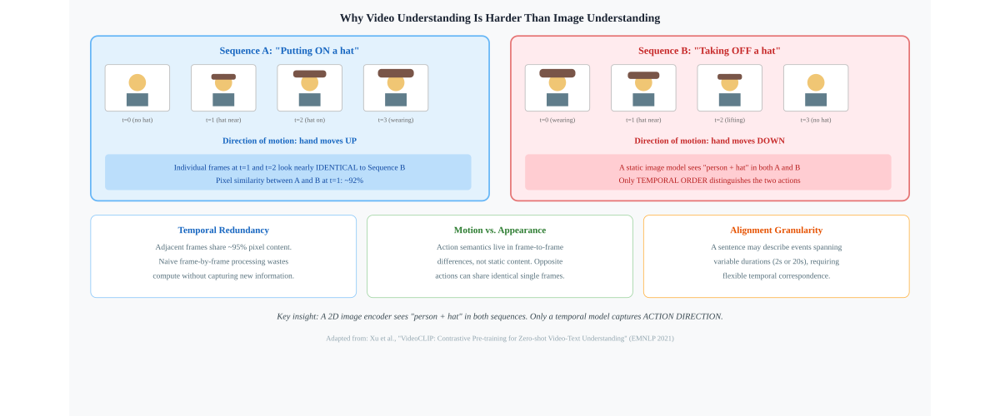 Why Video Understanding Is Harder Than Image Understanding
Sequence A: "Putting ON a hat"
t=0 (no hat)
t=1 (hat near)
t=2 (hat on)
t=3 (wearing)
Direction of motion: hand moves UP
Individual frames at t=1 and t=2 look nearly IDENTICAL to Sequence B
Pixel similarity between A and B at t=1: ~92%
Sequence B: "Taking OFF a hat"
t=0 (wearing)
t=1 (hat near)
t=2 (lifting)
t=3 (no hat)
Direction of motion: hand moves DOWN
A static image model sees "person + hat" in both A and B
Only TEMPORAL ORDER distinguishes the two actions
Temporal Redundancy
Adjacent frames share ~95% pixel content.
Naive frame-by-frame processing wastes
compute without capturing new information.
Motion vs. Appearance
Action semantics live in frame-to-frame
differences, not static content. Opposite
actions can share identical single frames.
Alignment Granularity
A sentence may describe events spanning
variable durations (2s or 20s), requiring
flexible temporal correspondence.
Key insight: A 2D image encoder sees "person + hat" in both sequences. Only a temporal model captures ACTION DIRECTION.
Adapted from: Xu et al., "VideoCLIP: Contrastive Pre-training for Zero-shot Video-Text Understanding" (EMNLP 2021)